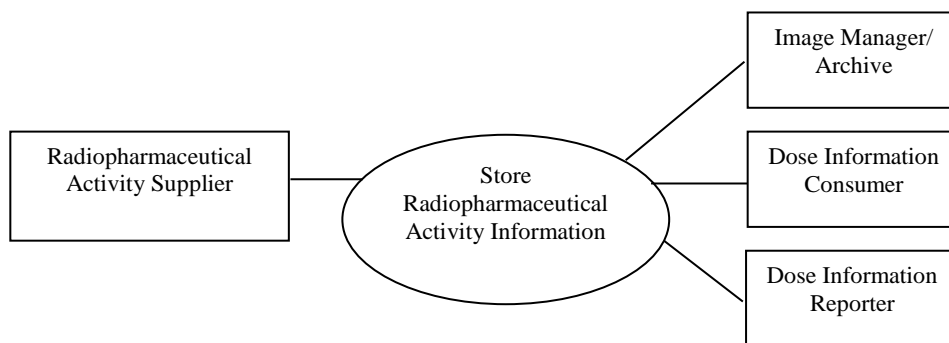 Radiopharmaceutical
Activity Supplier
Store
Radiopharmaceutical
Activity Information
Image Manager/
Archive
Dose Information
Consumer
Dose Information
Reporter